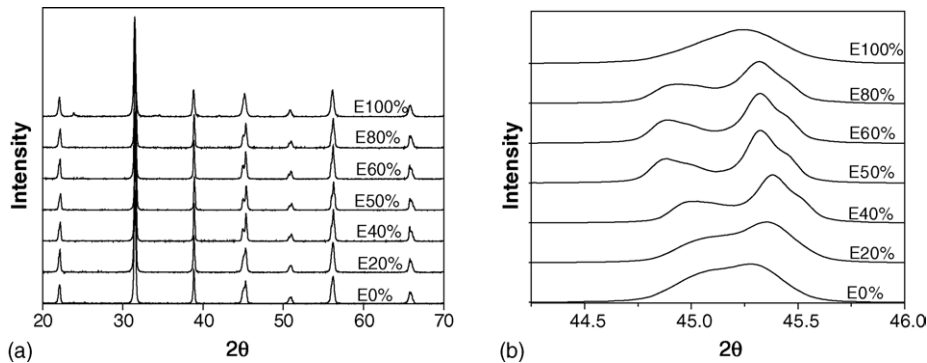 Intensity
E100%
E80%
E60%
E50%
E40%
E20%
E0%
20 30 40 50 60 70
(a) 2θ
Intensity
E100%
E80%
E60%
E50%
E40%
E20%
E0%
44.5 45.0 45.5 46.0
(b) 2θ